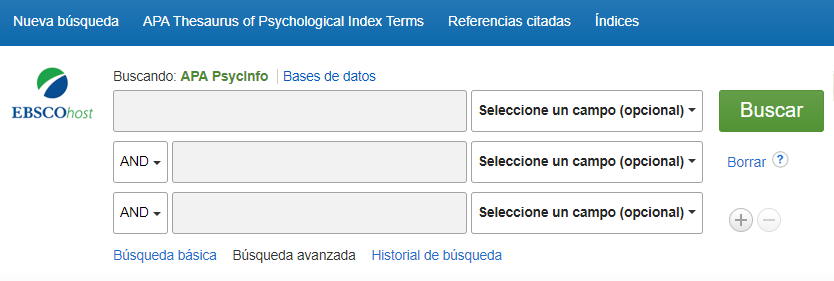 Nueva búsqueda APA Thesaurus of Psychological Index Terms Referencias citadas Índices
Buscando: APA PsycInfo Bases de datos
EBSCOhost
Seleccione un campo (opcional) Buscar
AND Seleccione un campo (opcional) Borrar ?
AND Seleccione un campo (opcional)
Búsqueda básica Búsqueda avanzada Historial de búsqueda